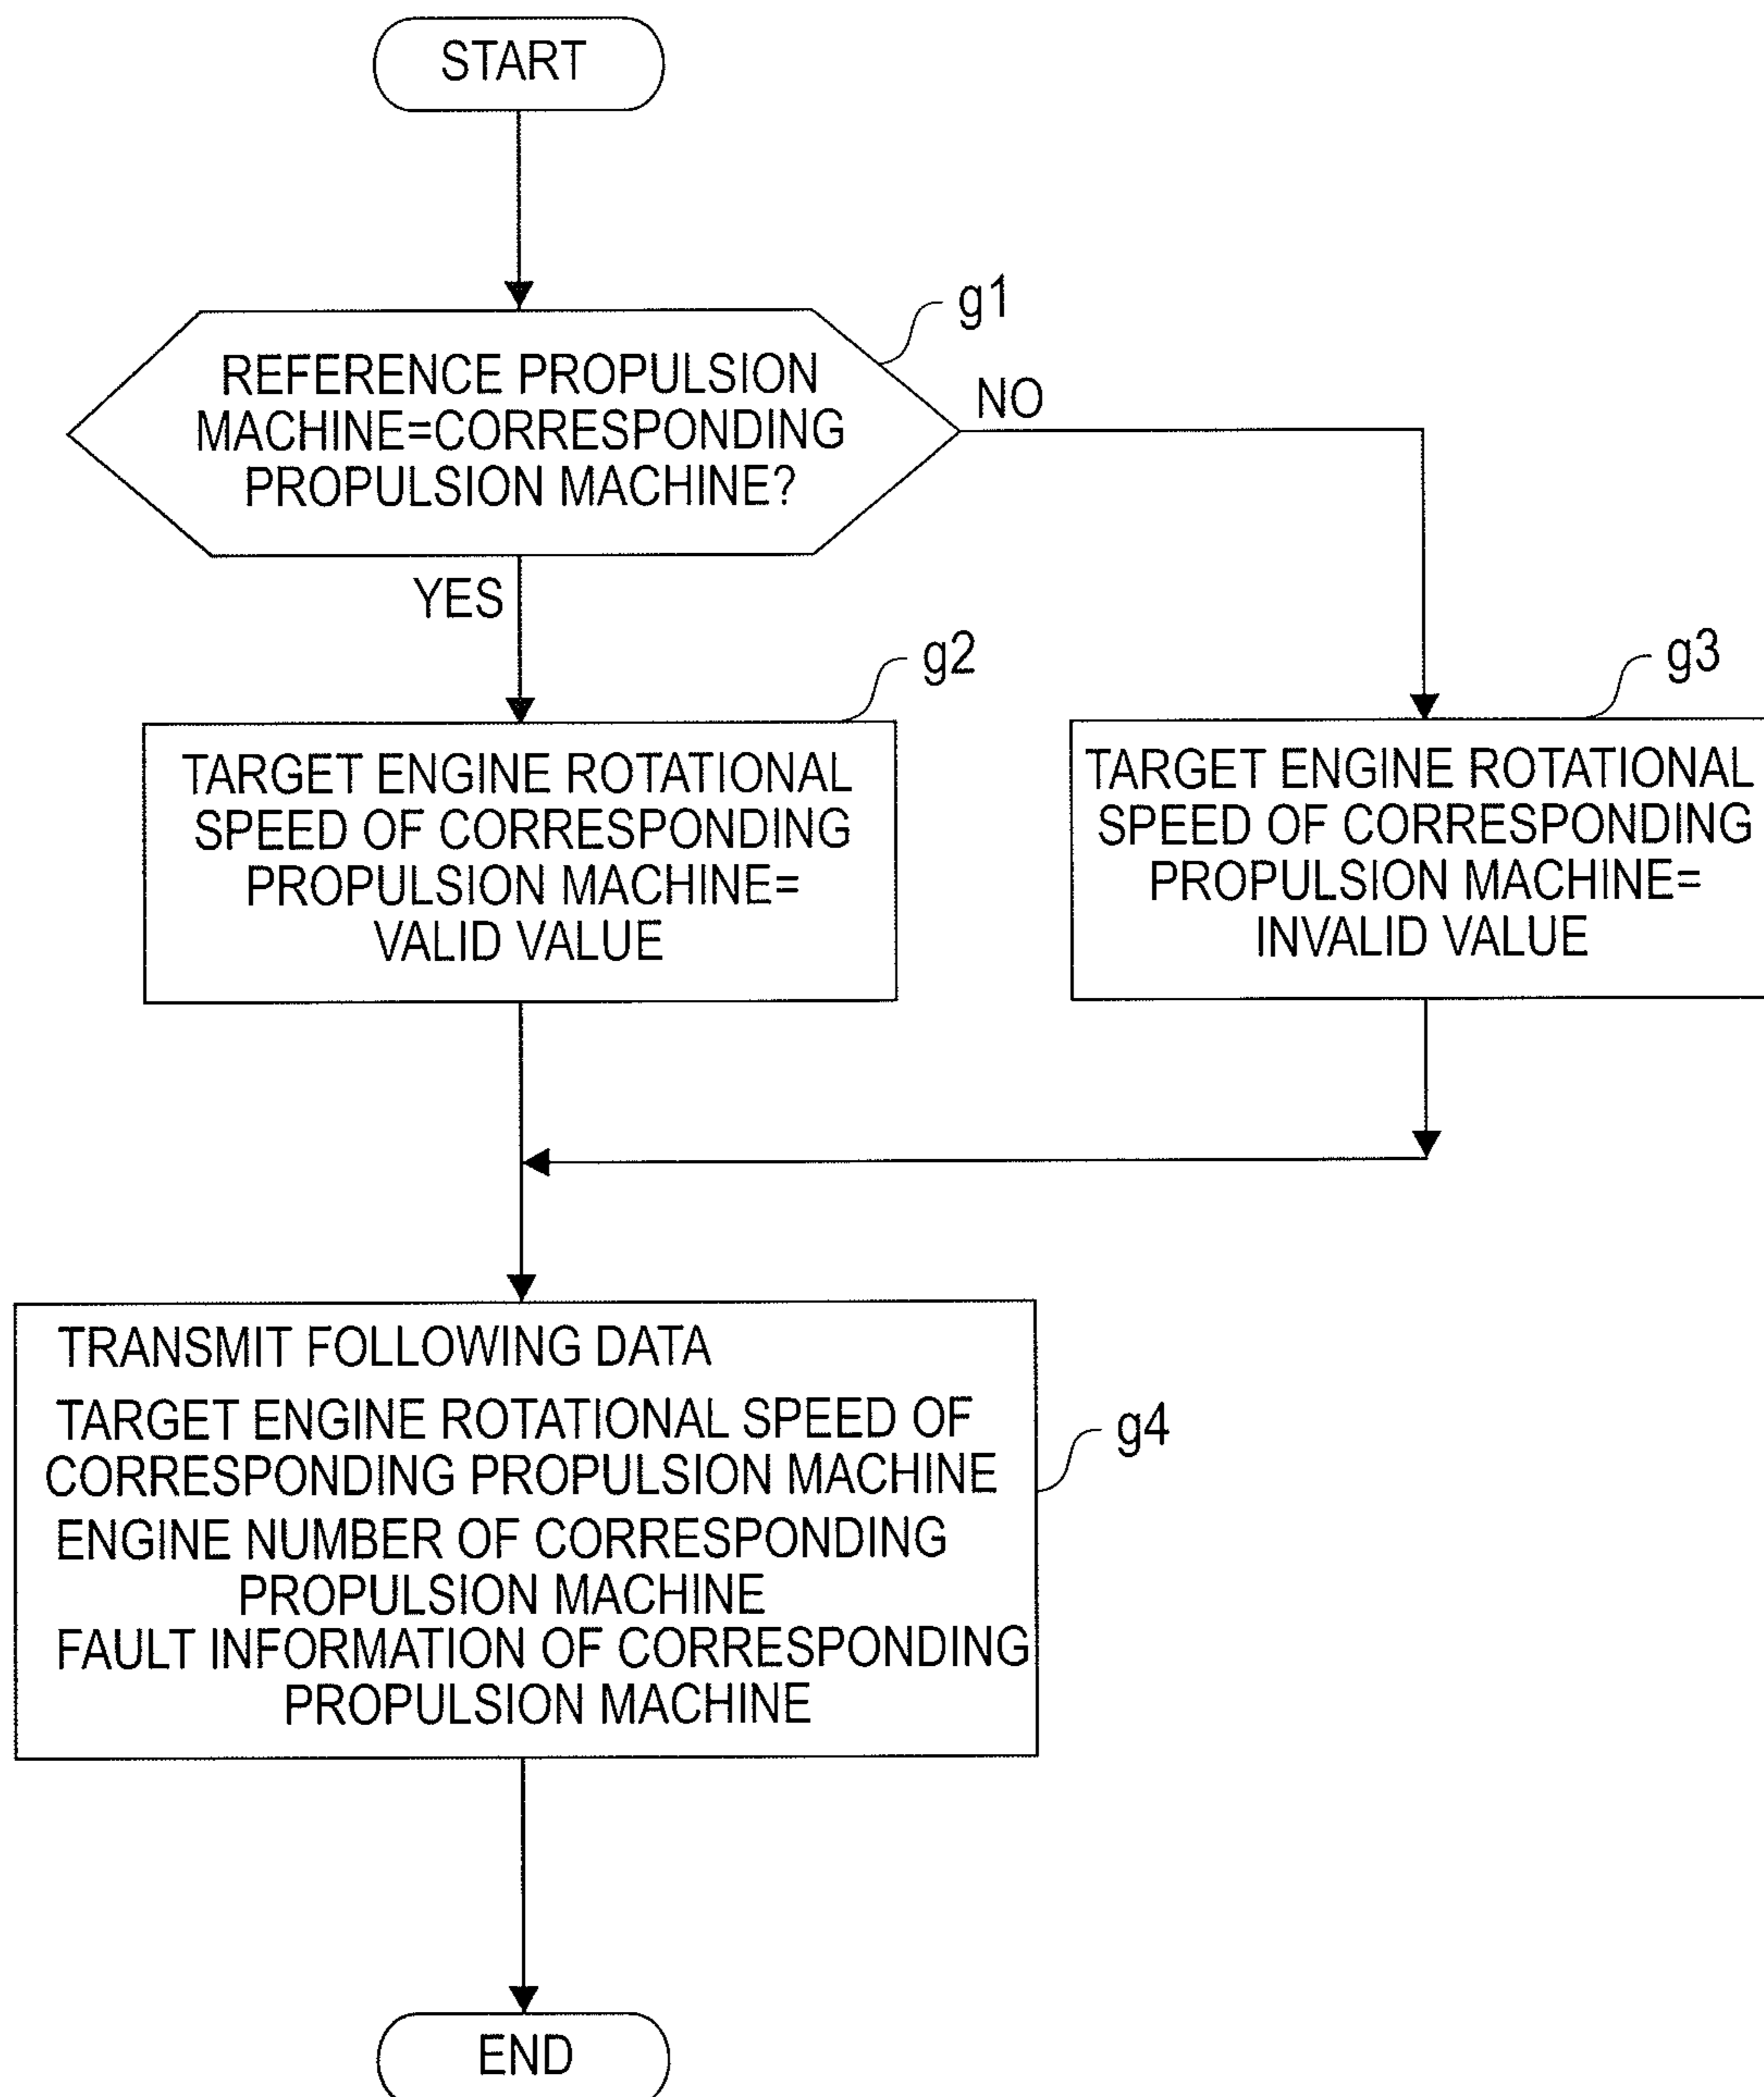 START
g1
REFERENCE PROPULSION
MACHINE=CORRESPONDING
PROPULSION MACHINE?
NO
YES
g2
TARGET ENGINE ROTATIONAL
SPEED OF CORRESPONDING
PROPULSION MACHINE=
VALID VALUE
g3
TARGET ENGINE ROTATIONAL
SPEED OF CORRESPONDING
PROPULSION MACHINE=
INVALID VALUE
TRANSMIT FOLLOWING DATA
TARGET ENGINE ROTATIONAL SPEED OF
CORRESPONDING PROPULSION MACHINE
ENGINE NUMBER OF CORRESPONDING
PROPULSION MACHINE
FAULT INFORMATION OF CORRESPONDING
PROPULSION MACHINE
g4
END